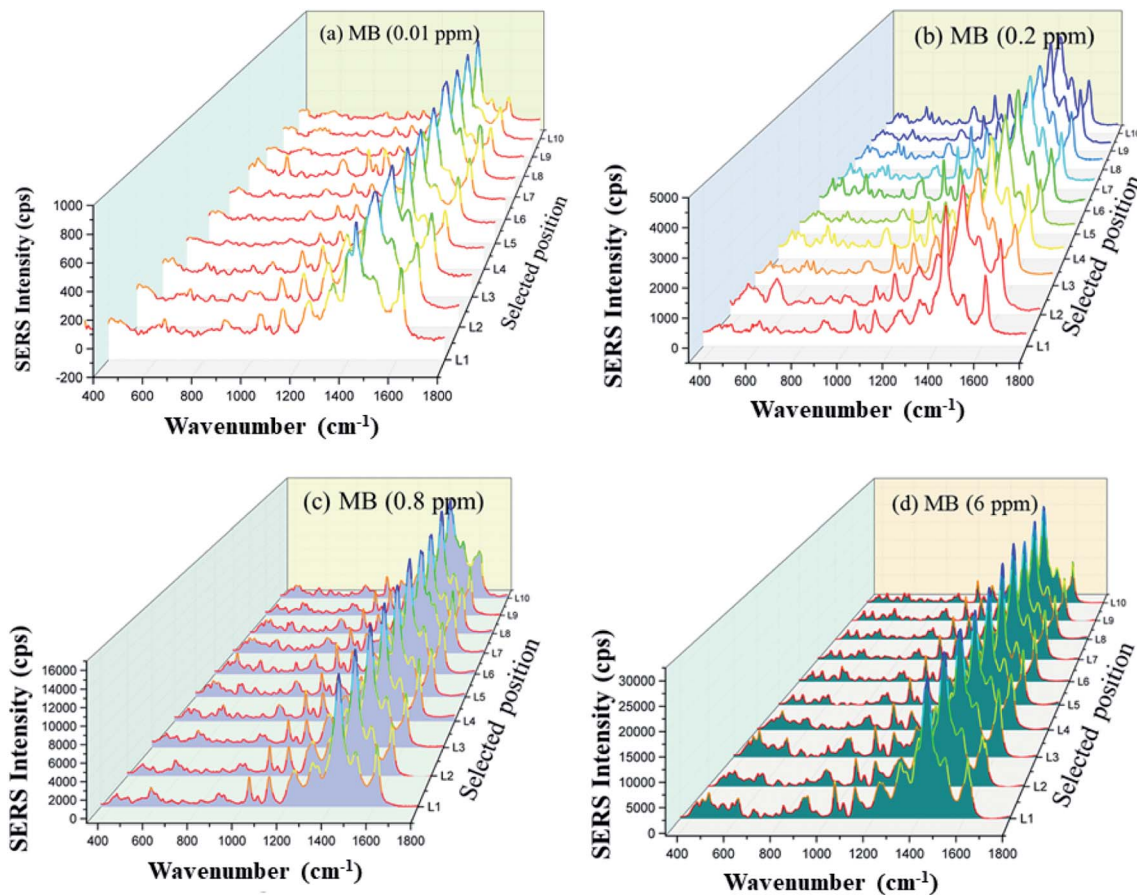 (a) MB (0.01 ppm)
SERS Intensity (cps)
1000
800
600
400
200
0
-200
400 600 800 1000 1200 1400 1600 1800
Wavenumber (cm-1)
L1
L2
L3
L4
L5
L6
L7
L8
L9
L10
Selected position
(b) MB (0.2 ppm)
SERS Intensity (cps)
5000
4000
3000
2000
1000
0
400 600 800 1000 1200 1400 1600 1800
Wavenumber (cm-1)
L1
L2
L3
L4
L5
L6
L7
L8
L9
L10
Selected position
(c) MB (0.8 ppm)
SERS Intensity (cps)
16000
14000
12000
10000
8000
6000
4000
2000
0
400 600 800 1000 1200 1400 1600 1800
Wavenumber (cm-1)
L1
L2
L3
L4
L5
L6
L7
L8
L9
L10
Selected position
(d) MB (6 ppm)
SERS Intensity (cps)
30000
25000
20000
15000
10000
5000
0
400 600 800 1000 1200 1400 1600 1800
Wavenumber (cm-1)
L1
L2
L3
L4
L5
L6
L7
L8
L9
L10
Selected position